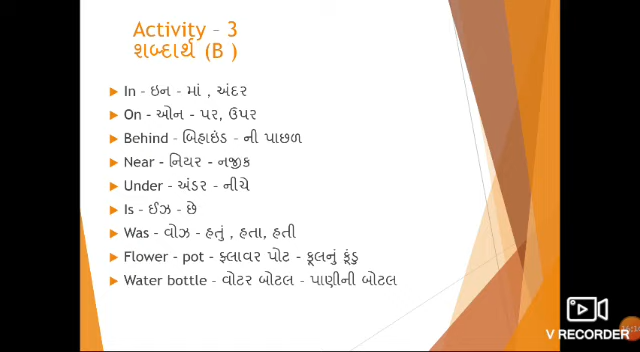 Activity – 3
શબ્દાર્થ (B )
In - ઇન - માં , અંદર
On - ઓન - પર, ઉપર
Behind - બિહાઇંડ - ની પાછળ
Near - નિયર - નજીક
Under - અંડર - નીચે
Is - ઈઝ - છે
Was - વોઝ - હતું , હતા, હતી
Flower - pot - ફ્લાવર પોટ - ફૂલનું કૂંડુ
Water bottle - વોટર બોટલ - પાણીની બોટલ
V RECORDER